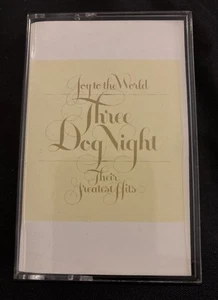 Joy to the World
Three
Dog Night
Their
Greatest Hits